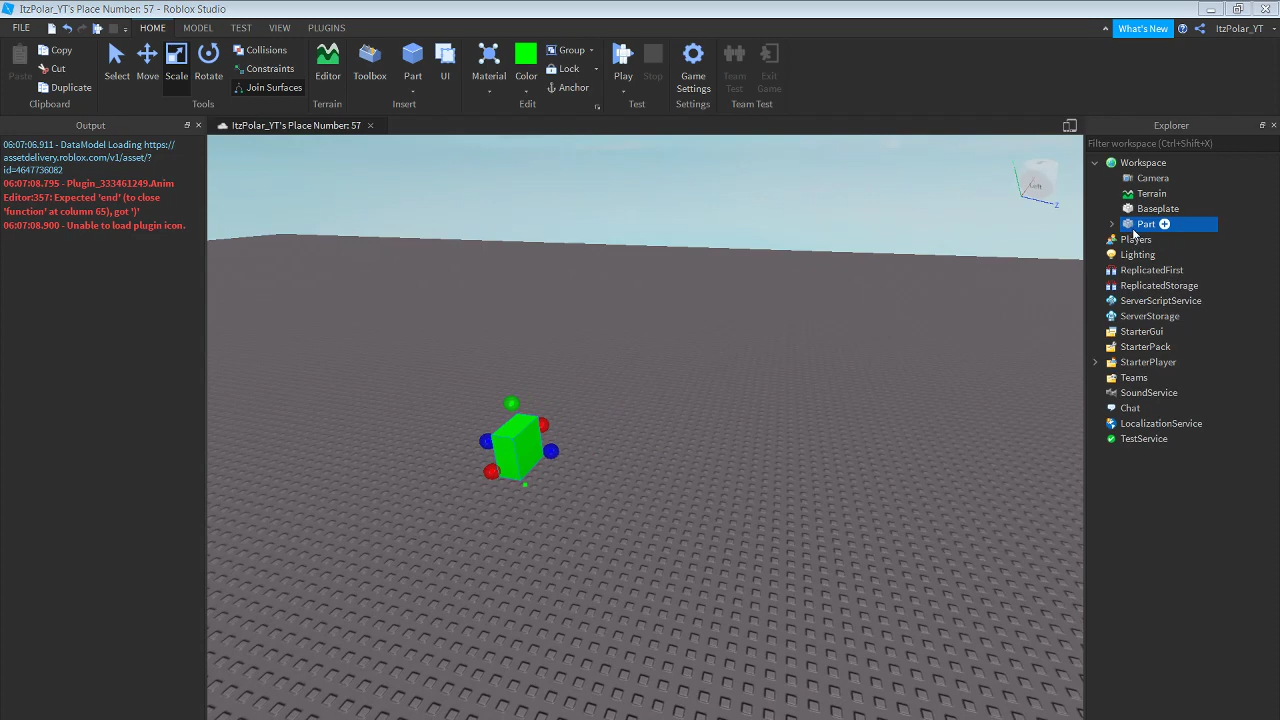 ItzPolar_YT's Place Number: 57 - Roblox Studio
FILE HOME MODEL TEST VIEW PLUGINS What's New ItzPolar_YT
Paste Copy Cut Duplicate Clipboard
Select Move Scale Rotate Collisions Constraints Join Surfaces Tools
Editor Terrain
Toolbox Part UI Insert
Material Color Group Lock Anchor Edit
Play Stop Test
Game Settings Settings
Team Test Exit Game Team Test
Output
06:07:06.911 - DataModel Loading https://
assetdelivery.roblox.com/v1/asset/?
id=4647736082
06:07:08.795 - Plugin_333461249.Anim
Editor:357: Expected 'end' (to close
'function' at column 65), got ')'
06:07:08.900 - Unable to load plugin icon.
ItzPolar_YT's Place Number: 57
Left
Z
Explorer
Filter workspace (Ctrl+Shift+X)
Workspace
Camera
Terrain
Baseplate
Part
Players
Lighting
ReplicatedFirst
ReplicatedStorage
ServerScriptService
ServerStorage
StarterGui
StarterPack
StarterPlayer
Teams
SoundService
Chat
LocalizationService
TestService